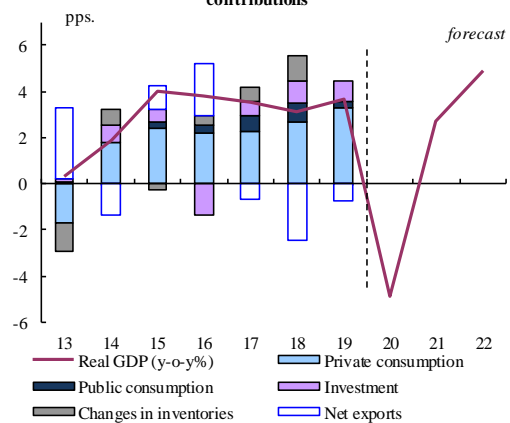 contributions
pps.
forecast
6
4
2
0
-2
-4
-6
13 14 15 16 17 18 19 20 21 22
Real GDP (y-o-y%) Private consumption
Public consumption Investment
Changes in inventories Net exports